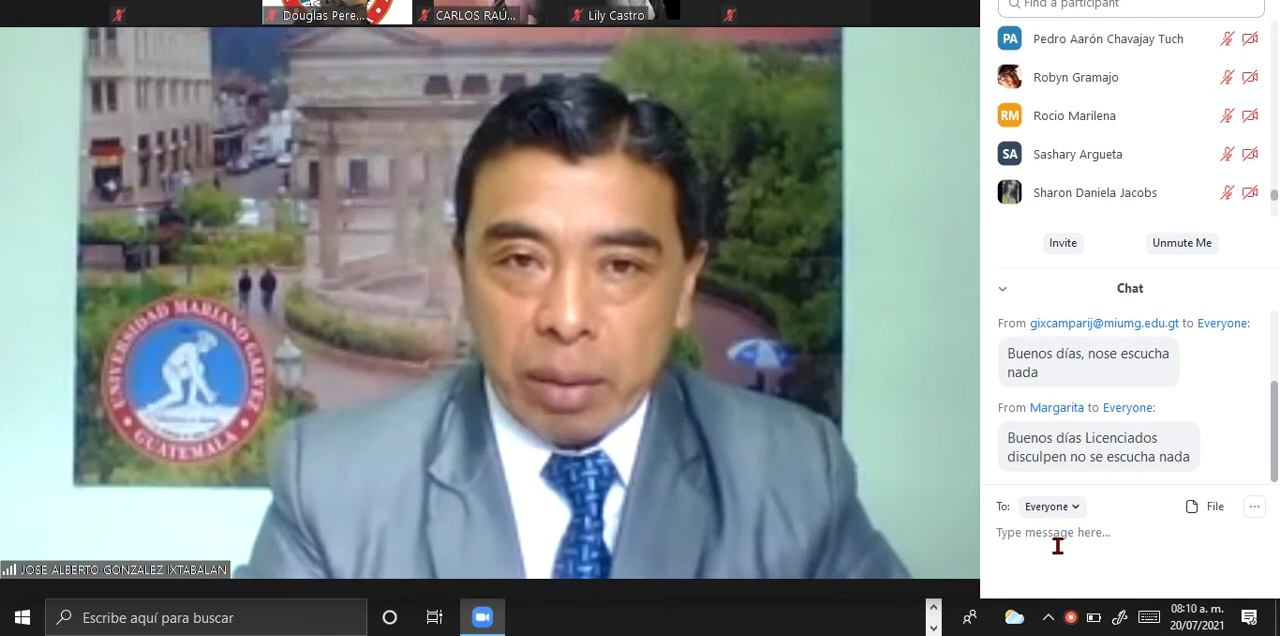 Find a participant
Douglas Pere...
CARLOS RAÚ...
Lily Castro
PA Pedro Aarón Chavajay Tuch
Robyn Gramajo
RM Rocio Marilena
SA Sashary Argueta
Sharon Daniela Jacobs
Invite
Unmute Me
Chat
From gixcamparij@miumg.edu.gt to Everyone:
Buenos días, nose escucha
nada
From Margarita to Everyone:
Buenos días Licenciados
disculpen no se escucha nada
To: Everyone
File
Type message here...
UNIVERSIDAD MARIANO GALVEZ
GUATEMALA
JOSE ALBERTO GONZALEZ IXTABALAN
Escribe aquí para buscar
08:10 a. m.
20/07/2021